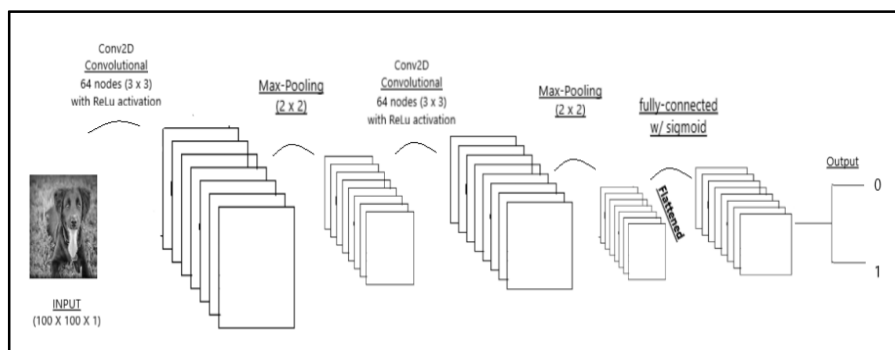 Conv2D
Convolutional
64 nodes (3 x 3)
with ReLu activation
Max-Pooling
(2 x 2)
Conv2D
Convolutional
64 nodes (3 x 3)
with ReLu activation
Max-Pooling
(2 x 2)
fully-connected
w/ sigmoid
Flattened
Output
0
1
INPUT
(100 X 100 X 1)